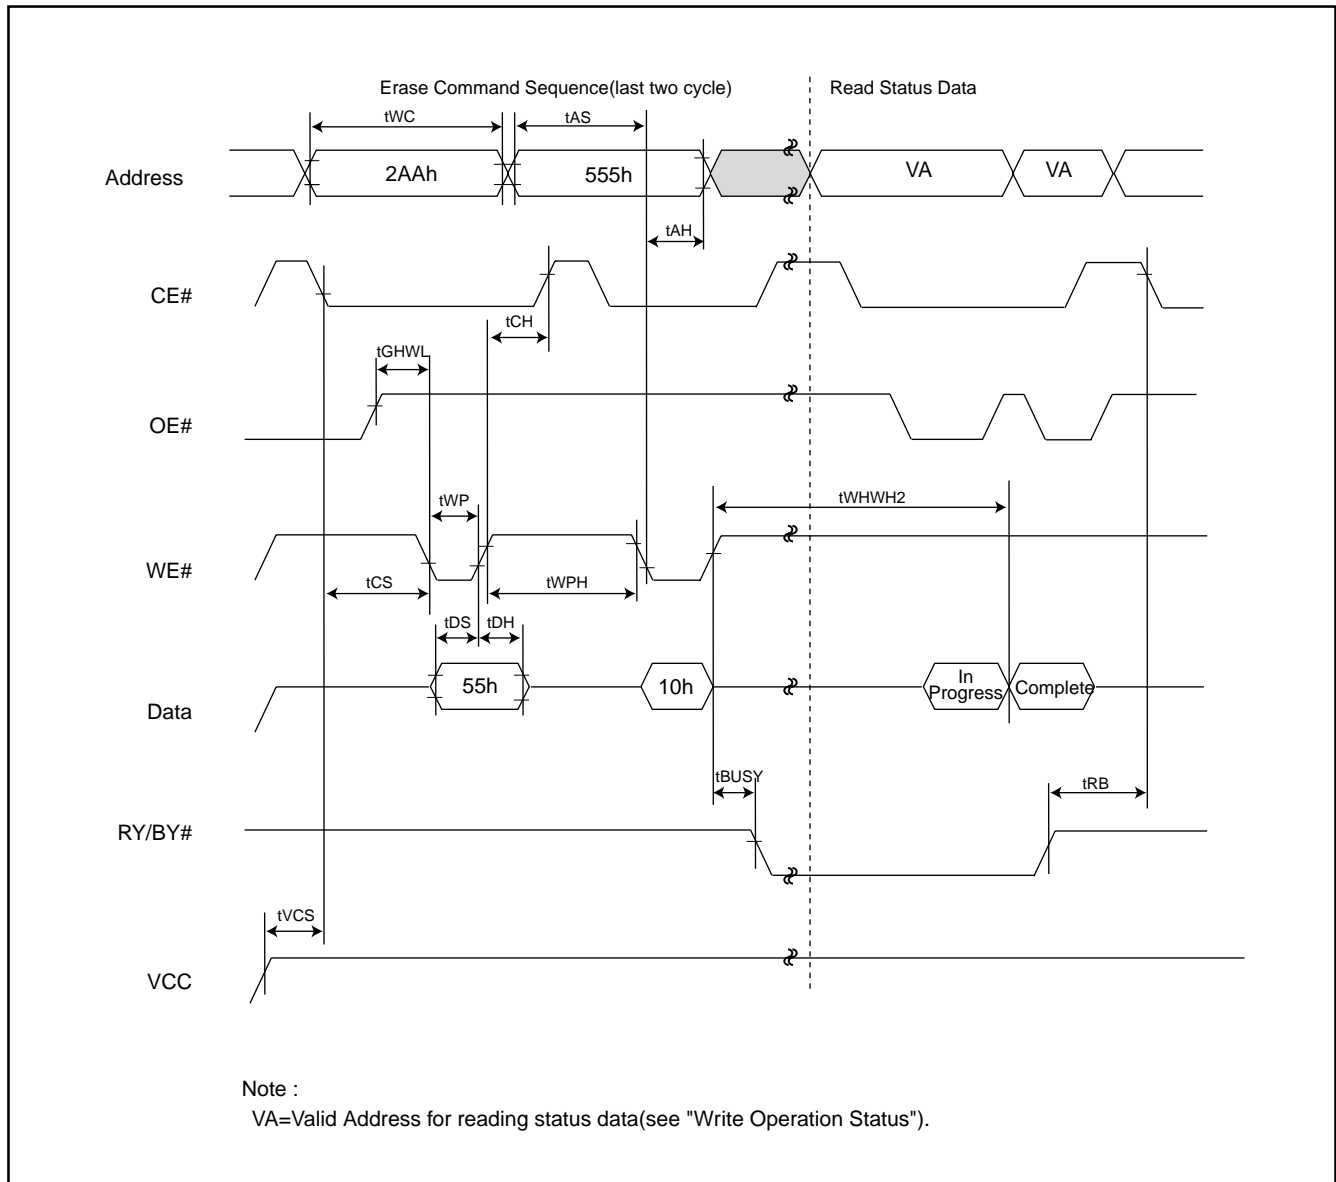 Erase Command Sequence(last two cycle)
Read Status Data
tWC
tAS
Address
2AAh
555h
VA
VA
tAH
CE#
tCH
tGHWL
OE#
tWP
tWHWH2
WE#
tCS
tWPH
tDS
tDH
55h
10h
In
Progress
Complete
Data
tBUSY
tRB
RY/BY#
tVCS
VCC
Note :
VA=Valid Address for reading status data(see "Write Operation Status").